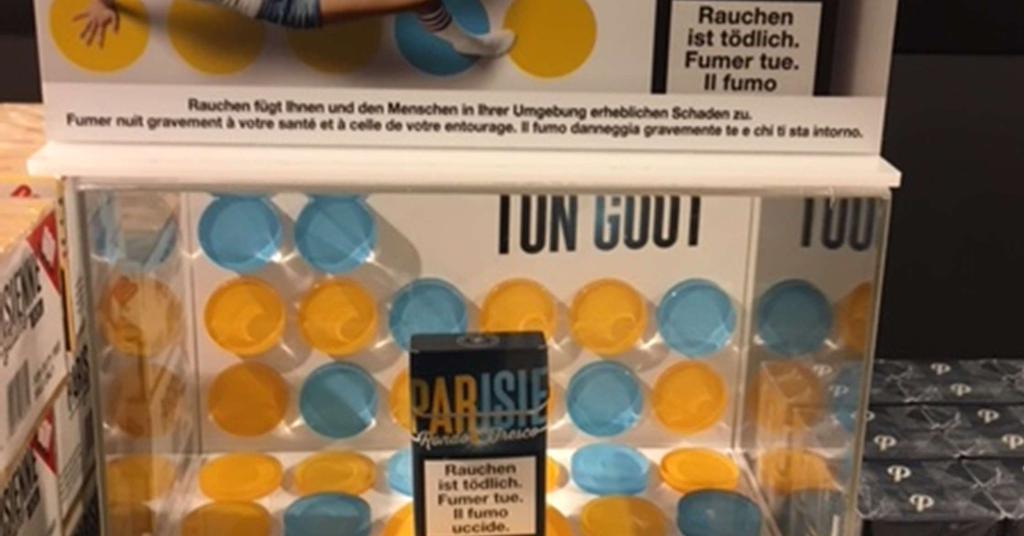 Rauchen
ist tödlich.
Fumer tue.
Il fumo
Rauchen fügt Ihnen und den Menschen in Ihrer Umgebung erheblichen Schaden zu.
Fumer nuit gravement à votre santé et à celle de votre entourage. Il fumo danneggia gravemente te e chi ti sta intorno.
TON GOUT
TOU
PARISIE
Rondo Fresco
Rauchen
ist tödlich.
Fumer tue.
Il fumo
uccide.